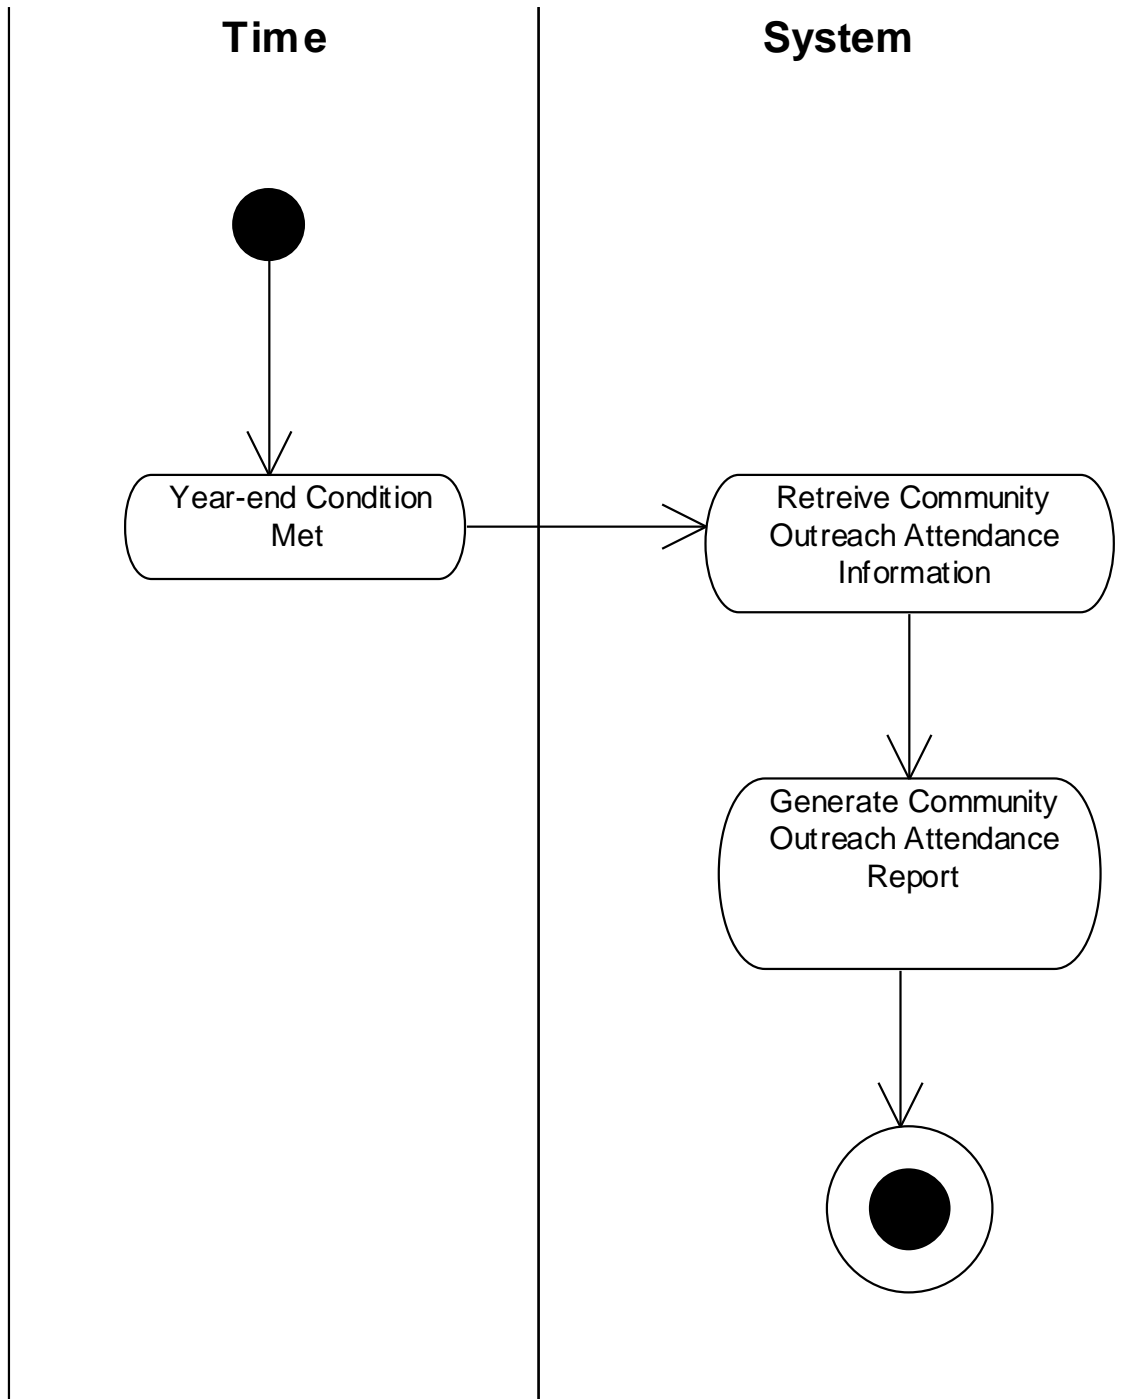 Time
System
Year-end Condition
Met
Retreive Community
Outreach Attendance
Information
Generate Community
Outreach Attendance
Report